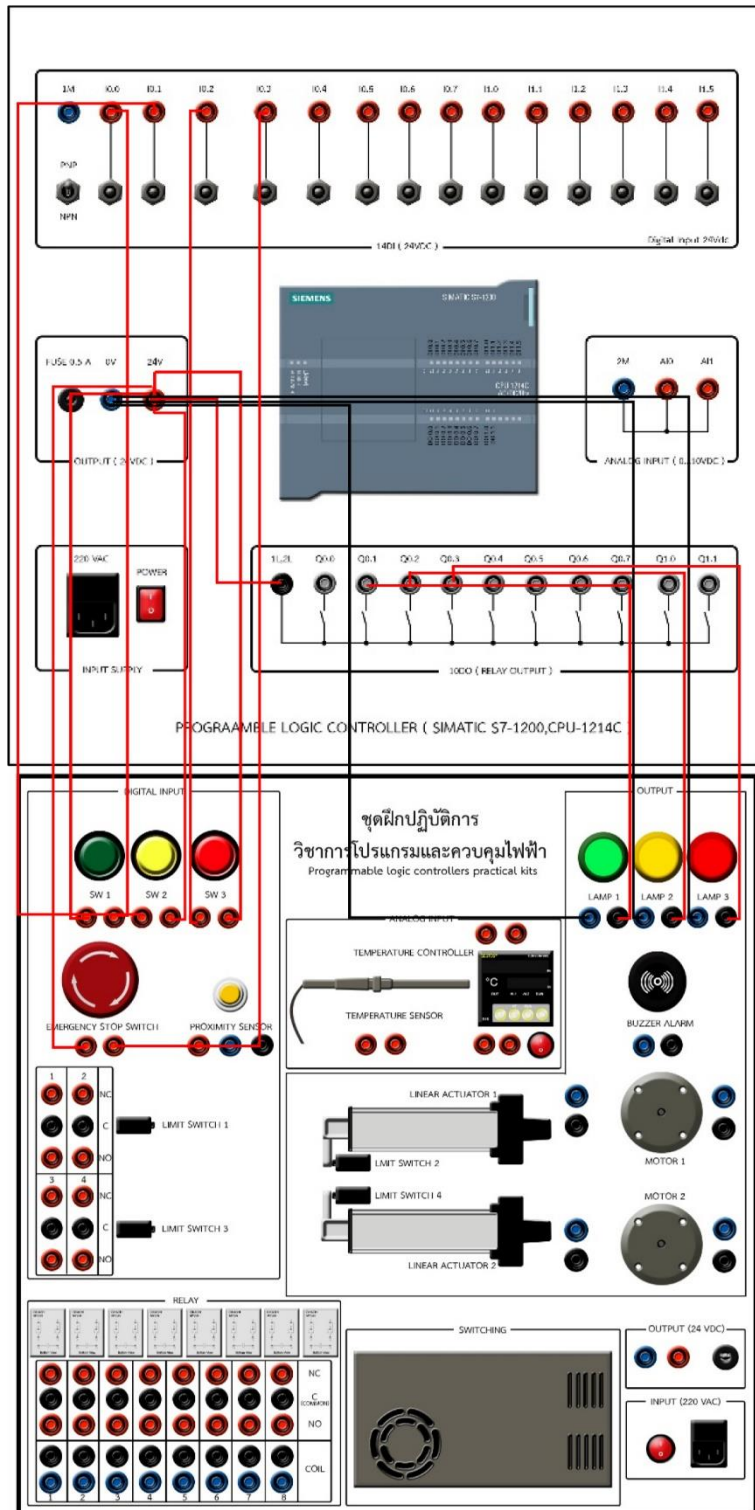 1M I0.0 I0.1 I0.2 I0.3 I0.4 I0.5 I0.6 I0.7 I1.0 I1.1 I1.2 I1.3 I1.4 I1.5
PNP
NPN
Digital Input 24Vdc
14DI ( 24VDC )
SIEMENS SIMATIC S7-1200
FUSE 0.5 A 0V 24V
2M AI0 AI1
CPU 1214C
AC/DC/Rly
OUTPUT ( 24VDC )
ANALOG INPUT ( 0...10VDC )
220 VAC
POWER
1L,2L Q0.0 Q0.1 Q0.2 Q0.3 Q0.4 Q0.5 Q0.6 Q0.7 Q1.0 Q1.1
INPUT SUPPLY
10DO ( RELAY OUTPUT )
PROGRAAMBLE LOGIC CONTROLLER ( SIMATIC S7-1200,CPU-1214C )
DIGITAL INPUT
OUTPUT
ชุดฝึกปฏิบัติการ
วิชาการโปรแกรมและควบคุมไฟฟ้า
Programmable logic controllers practical kits
SW 1 SW 2 SW 3
LAMP 1 LAMP 2 LAMP 3
ANALOG INPUT
TEMPERATURE CONTROLLER
°C
TEMPERATURE SENSOR
EMERGENCY STOP SWITCH PROXIMITY SENSOR
BUZZER ALARM
1 2
NC
C
NO
LIMIT SWITCH 1
3 4
NC
C
NO
LIMIT SWITCH 3
LINEAR ACTUATOR 1
LMIT SWITCH 2
LIMIT SWITCH 4
LINEAR ACTUATOR 2
MOTOR 1
MOTOR 2
RELAY
NC
C
(COMMON)
NO
COIL
1 2 3 4 5 6 7 8
SWITCHING
OUTPUT (24 VDC)
INPUT (220 VAC)